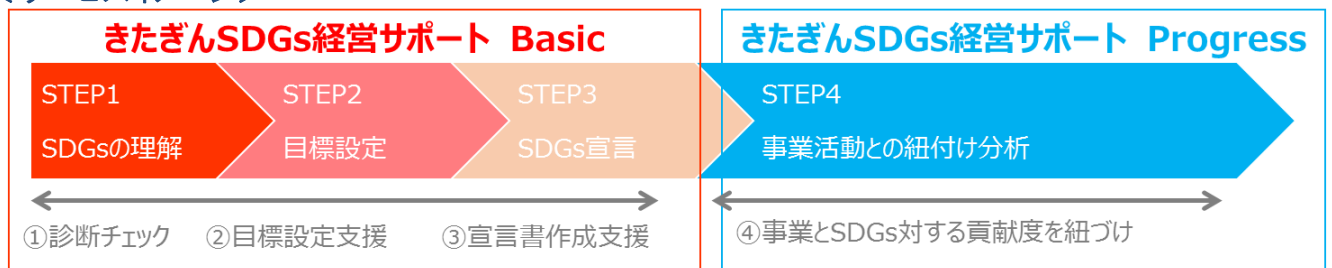 きたぎんSDGs経営サポート Basic
きたぎんSDGs経営サポート Progress
STEP1
SDGsの理解
STEP2
目標設定
STEP3
SDGs宣言
STEP4
事業活動との紐付け分析
①診断チェック
②目標設定支援
③宣言書作成支援
④事業とSDGs対する貢献度を紐づけ